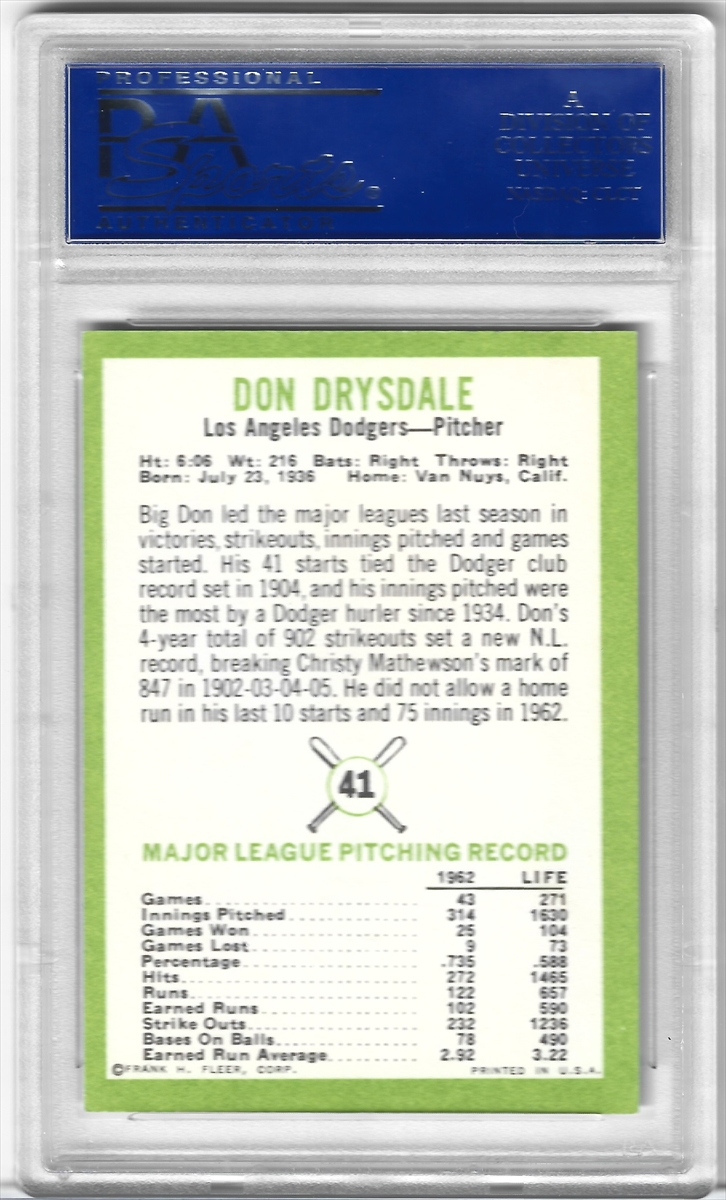 PROFESSIONAL
PSA
Sports®
AUTHENTICATOR
A
DIVISION OF
COLLECTORS
UNIVERSE
NASDAQ: CLCT
DON DRYSDALE
Los Angeles Dodgers—Pitcher
Ht: 6:06 Wt: 216 Bats: Right Throws: Right
Born: July 23, 1936 Home: Van Nuys, Calif.
Big Don led the major leagues last season in
victories, strikeouts, innings pitched and games
started. His 41 starts tied the Dodger club
record set in 1904, and his innings pitched were
the most by a Dodger hurler since 1934. Don's
4-year total of 902 strikeouts set a new N.L.
record, breaking Christy Mathewson's mark of
847 in 1902-03-04-05. He did not allow a home
run in his last 10 starts and 75 innings in 1962.
41
MAJOR LEAGUE PITCHING RECORD
1962 LIFE
Games 43 271
Innings Pitched 314 1630
Games Won 25 104
Games Lost 9 73
Percentage .735 .588
Hits 272 1465
Runs 122 657
Earned Runs 102 590
Strike Outs 232 1236
Bases On Balls 78 490
Earned Run Average 2.92 3.22
©FRANK H. FLEER, CORP. PRINTED IN U.S.A.